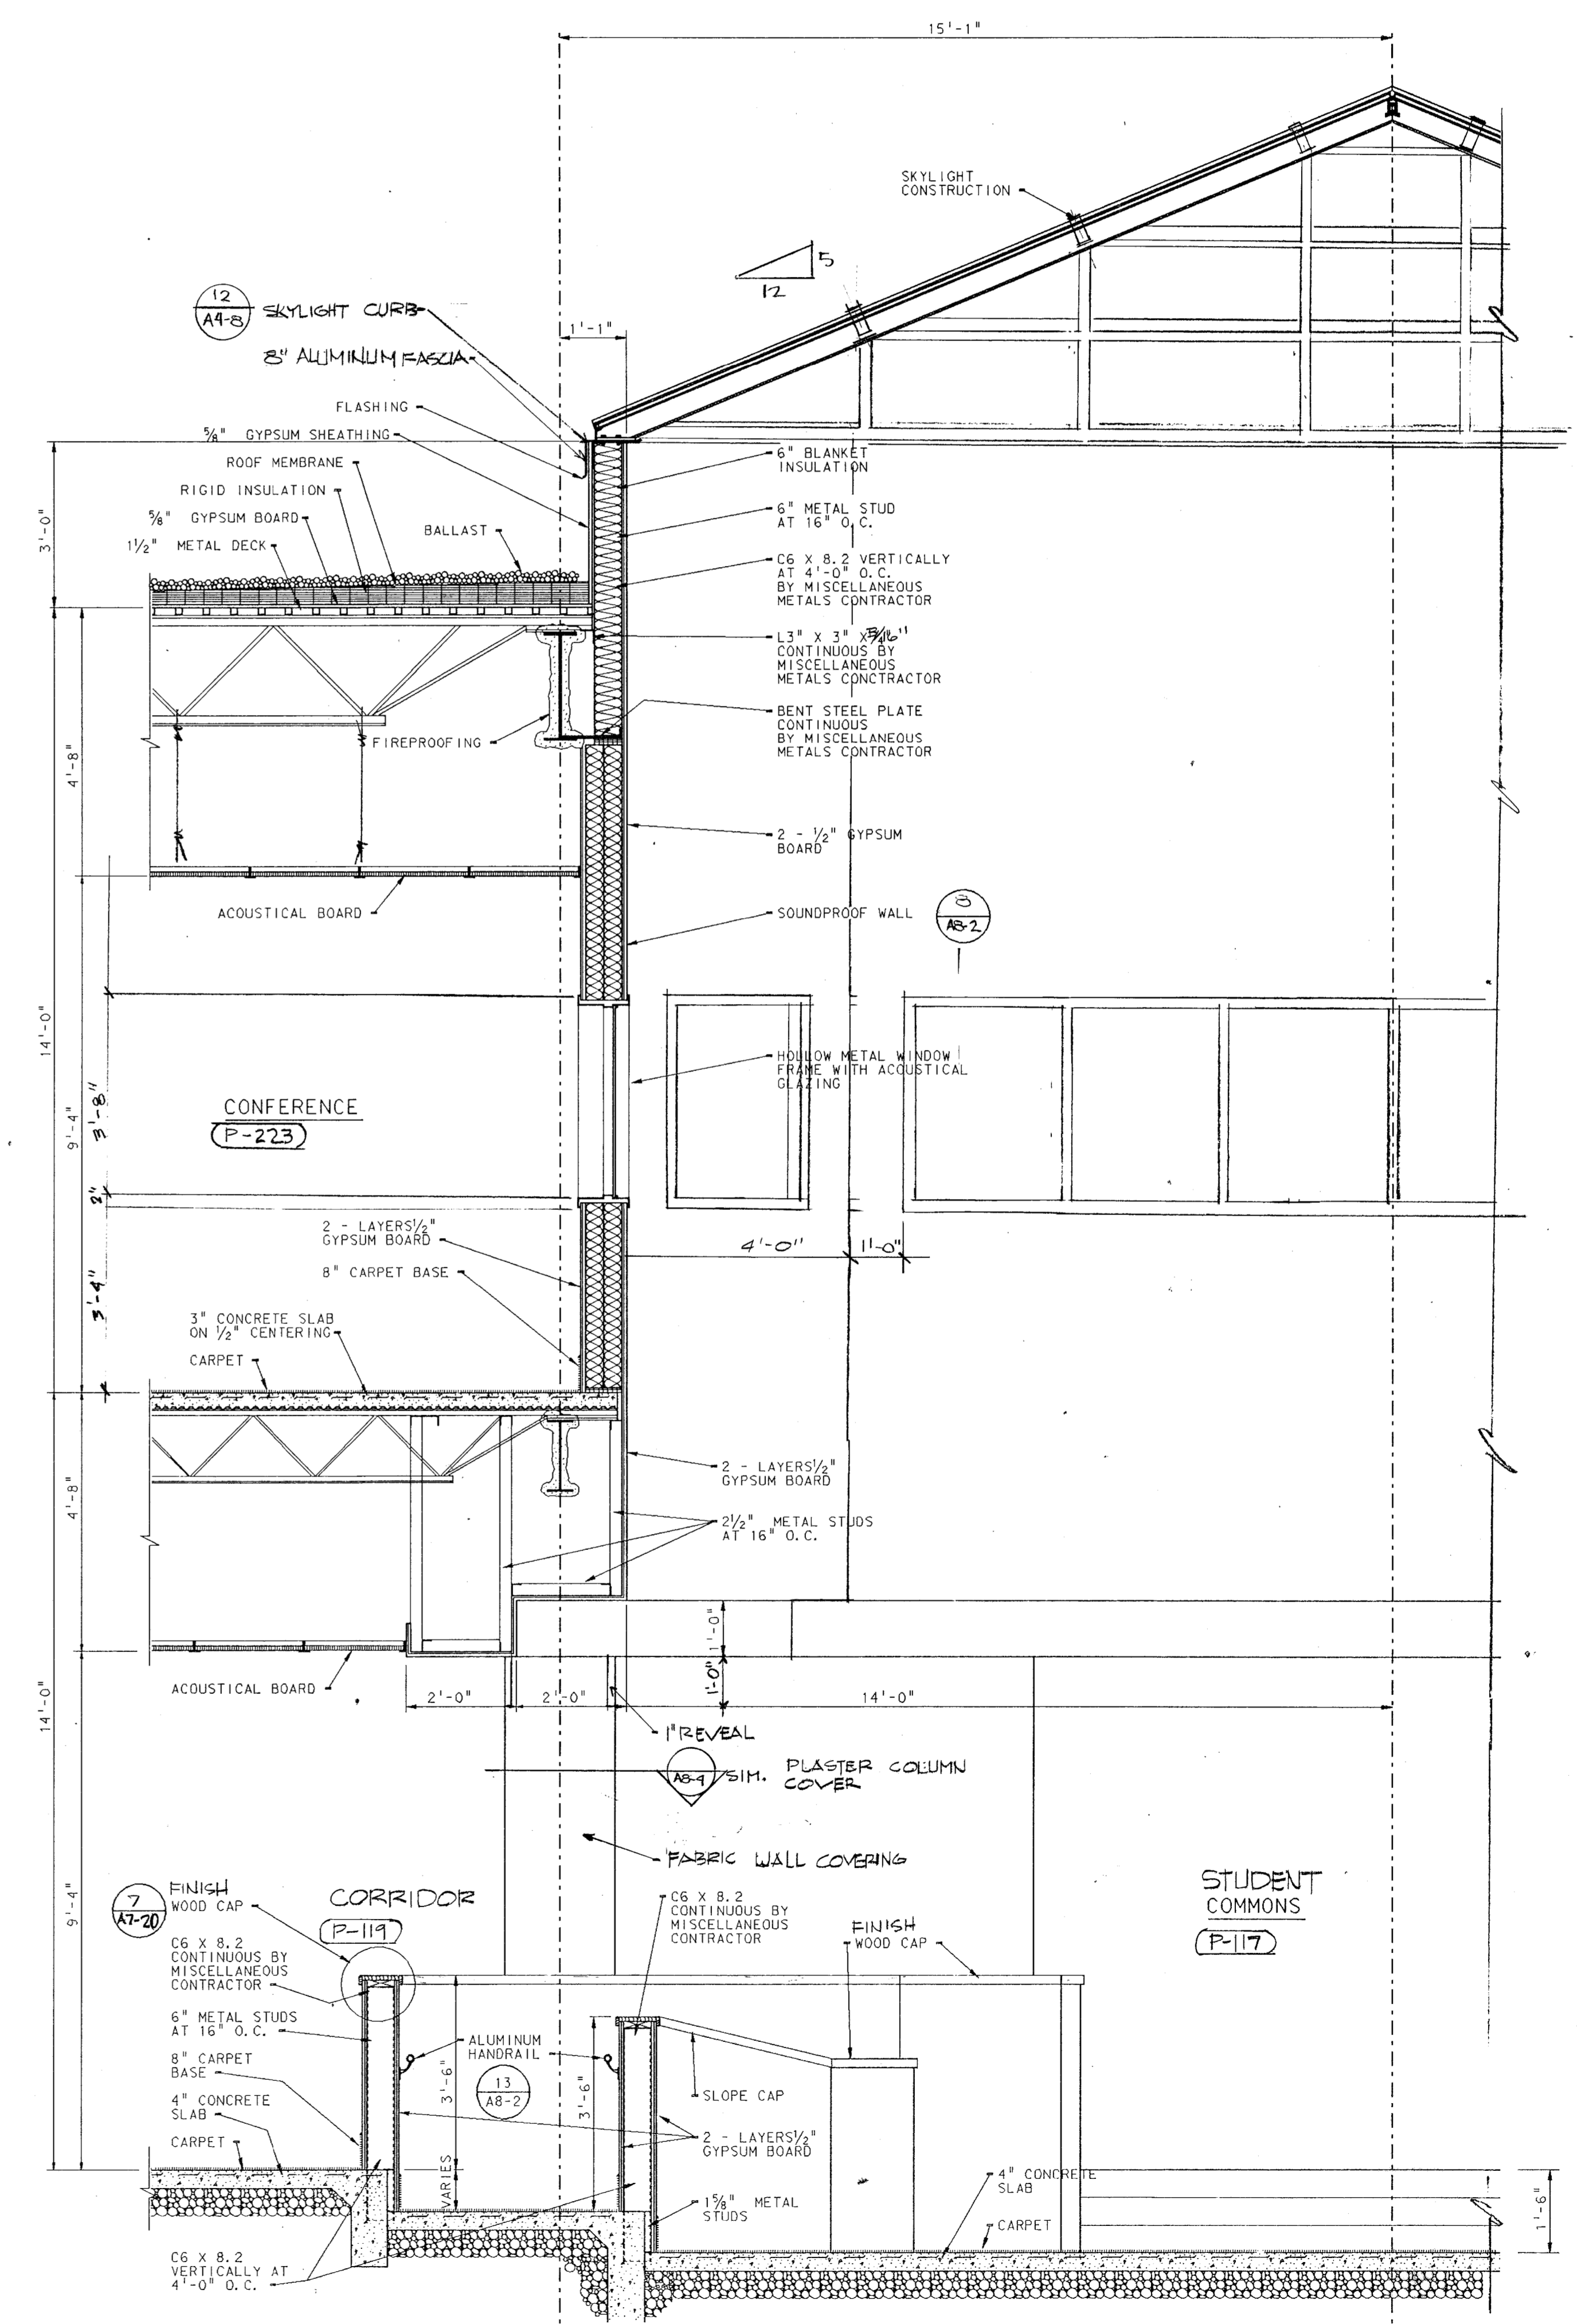 15'-1"
SKYLIGHT
CONSTRUCTION
5
12
12
A4-8
SKYLIGHT CURB
1'-1"
8" ALUMINUM FASCIA
FLASHING
5/8" GYPSUM SHEATHING
ROOF MEMBRANE
RIGID INSULATION
5/8" GYPSUM BOARD
1 1/2" METAL DECK
BALLAST
3'-0"
6" BLANKET
INSULATION
6" METAL STUD
AT 16" O.C.
C6 X 8.2 VERTICALLY
AT 4'-0" O.C.
BY MISCELLANEOUS
METALS CONTRACTOR
L3" X 3" X
CONTINUOUS BY
MISCELLANEOUS
METALS CONCTRACTOR
BENT STEEL PLATE
CONTINUOUS
BY MISCELLANEOUS
METALS CONTRACTOR
FIREPROOFING
4'-8"
2 - 1/2" GYPSUM
BOARD
ACOUSTICAL BOARD
SOUNDPROOF WALL
8
A8-2
14'-0"
HOLLOW METAL WINDOW
FRAME WITH ACOUSTICAL
GLAZING
CONFERENCE
P-223
9'-4"
3'-8"
2"
3'-4"
2 - LAYERS 1/2"
GYPSUM BOARD
8" CARPET BASE
4'-0"
1'-0"
3" CONCRETE SLAB
ON 1/2" CENTERING
CARPET
2 - LAYERS 1/2"
GYPSUM BOARD
4'-8"
2 1/2" METAL STUDS
AT 16" O.C.
1'-0"
1'-0"
ACOUSTICAL BOARD
2'-0"
2'-0"
14'-0"
14'-0"
1" REVEAL
A8-9
SIM.
PLASTER COLUMN
COVER
FABRIC WALL COVERING
7
A7-20
FINISH
WOOD CAP
CORRIDOR
P-119
9'-4"
C6 X 8.2
CONTINUOUS BY
MISCELLANEOUS
CONTRACTOR
FINISH
WOOD CAP
STUDENT
COMMONS
P-117
C6 X 8.2
CONTINUOUS BY
MISCELLANEOUS
CONTRACTOR
6" METAL STUDS
AT 16" O.C.
8" CARPET
BASE
4" CONCRETE
SLAB
CARPET
ALUMINUM
HANDRAIL
13
A8-2
3'-6"
3'-6"
VARIES
SLOPE CAP
2 - LAYERS 1/2"
GYPSUM BOARD
1 5/8" METAL
STUDS
4" CONCRETE
SLAB
CARPET
1'-6"
C6 X 8.2
VERTICALLY AT
4'-0" O.C.